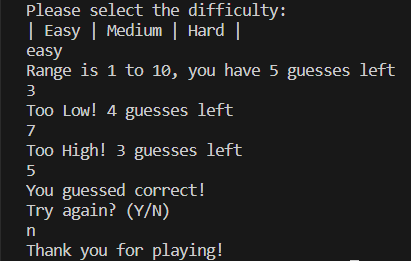 Please select the difficulty:
| Easy | Medium | Hard |
easy
Range is 1 to 10, you have 5 guesses left
3
Too Low! 4 guesses left
7
Too High! 3 guesses left
5
You guessed correct!
Try again? (Y/N)
n
Thank you for playing!